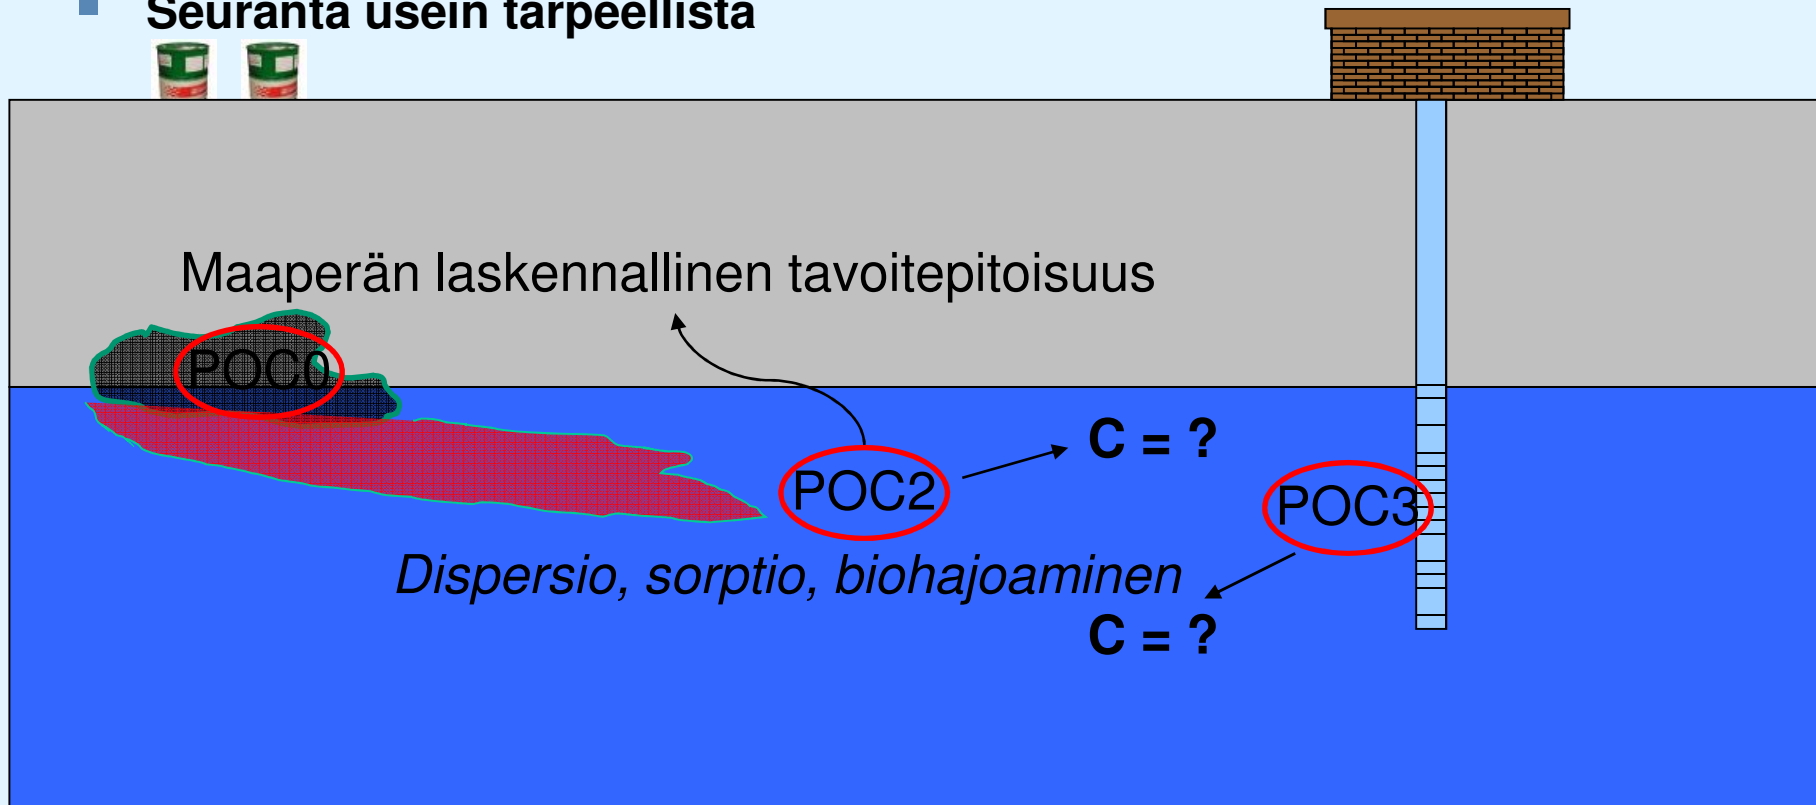 Seuranta usein tarpeellista
Maaperän laskennallinen tavoitepitoisuus
POC0
C = ?
POC2
POC3
Dispersio, sorptio, biohajoaminen
C = ?